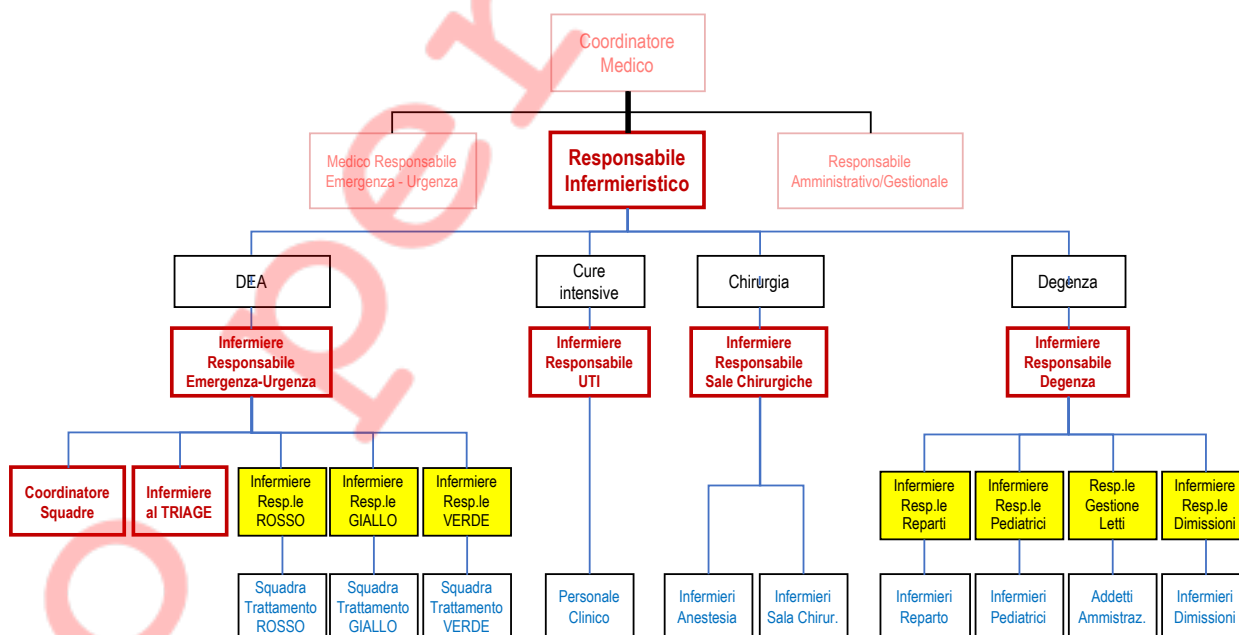 Coordinatore
Medico
Medico Responsabile
Emergenza - Urgenza
Responsabile
Infermieristico
Responsabile
Amministrativo/Gestionale
DEA
Cure
intensive
Chirurgia
Degenza
Infermiere
Responsabile
Emergenza-Urgenza
Infermiere
Responsabile
UTI
Infermiere
Responsabile
Sale Chirurgiche
Infermiere
Responsabile
Degenza
Coordinatore
Squadre
Infermiere
al TRIAGE
Infermiere
Resp.le
ROSSO
Infermiere
Resp.le
GIALLO
Infermiere
Resp.le
VERDE
Infermiere
Resp.le
Reparti
Infermiere
Resp.le
Pediatrici
Resp.le
Gestione
Letti
Infermiere
Resp.le
Dimissioni
Squadra
Trattamento
ROSSO
Squadra
Trattamento
GIALLO
Squadra
Trattamento
VERDE
Personale
Clinico
Infermieri
Anestesia
Infermieri
Sala Chirur.
Infermieri
Reparto
Infermieri
Pediatrici
Addetti
Ammistraz.
Infermieri
Dimissioni
oper